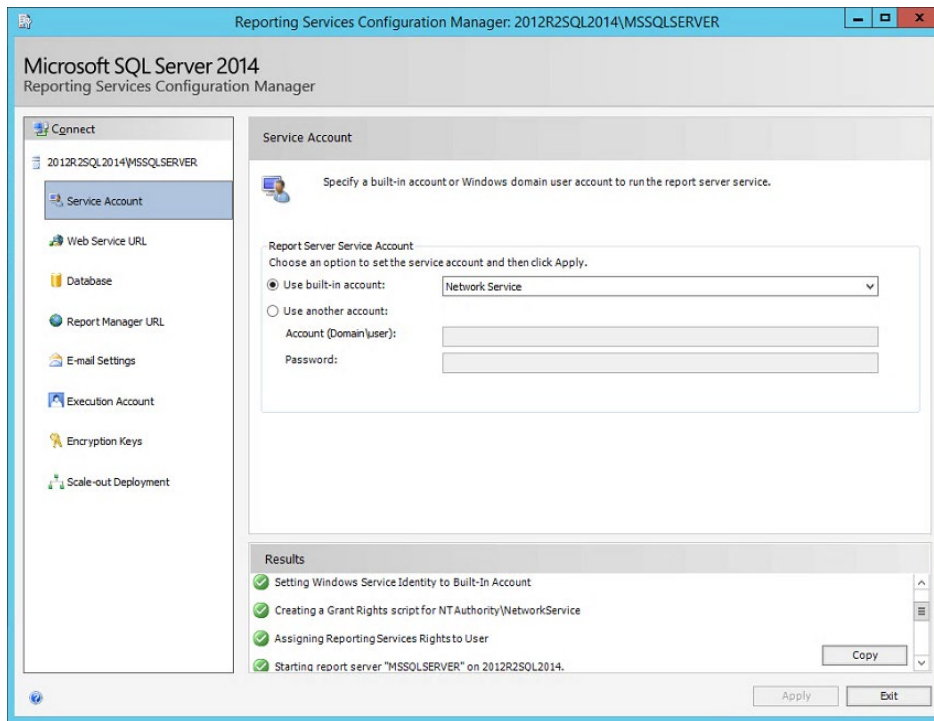 Reporting Services Configuration Manager: 2012R2SQL2014\MSSQLSERVER
Microsoft SQL Server 2014
Reporting Services Configuration Manager
Connect
2012R2SQL2014\MSSQLSERVER
Service Account
Web Service URL
Database
Report Manager URL
E-mail Settings
Execution Account
Encryption Keys
Scale-out Deployment
Service Account
Specify a built-in account or Windows domain user account to run the report server service.
Report Server Service Account
Choose an option to set the service account and then click Apply.
Use built-in account: Network Service
Use another account:
Account (Domain\user):
Password:
Results
Setting Windows Service Identity to Built-In Account
Creating a Grant Rights script for NT Authority\NetworkService
Assigning Reporting Services Rights to User
Starting report server "MSSQLSERVER" on 2012R2SQL2014.
Copy
Apply Exit